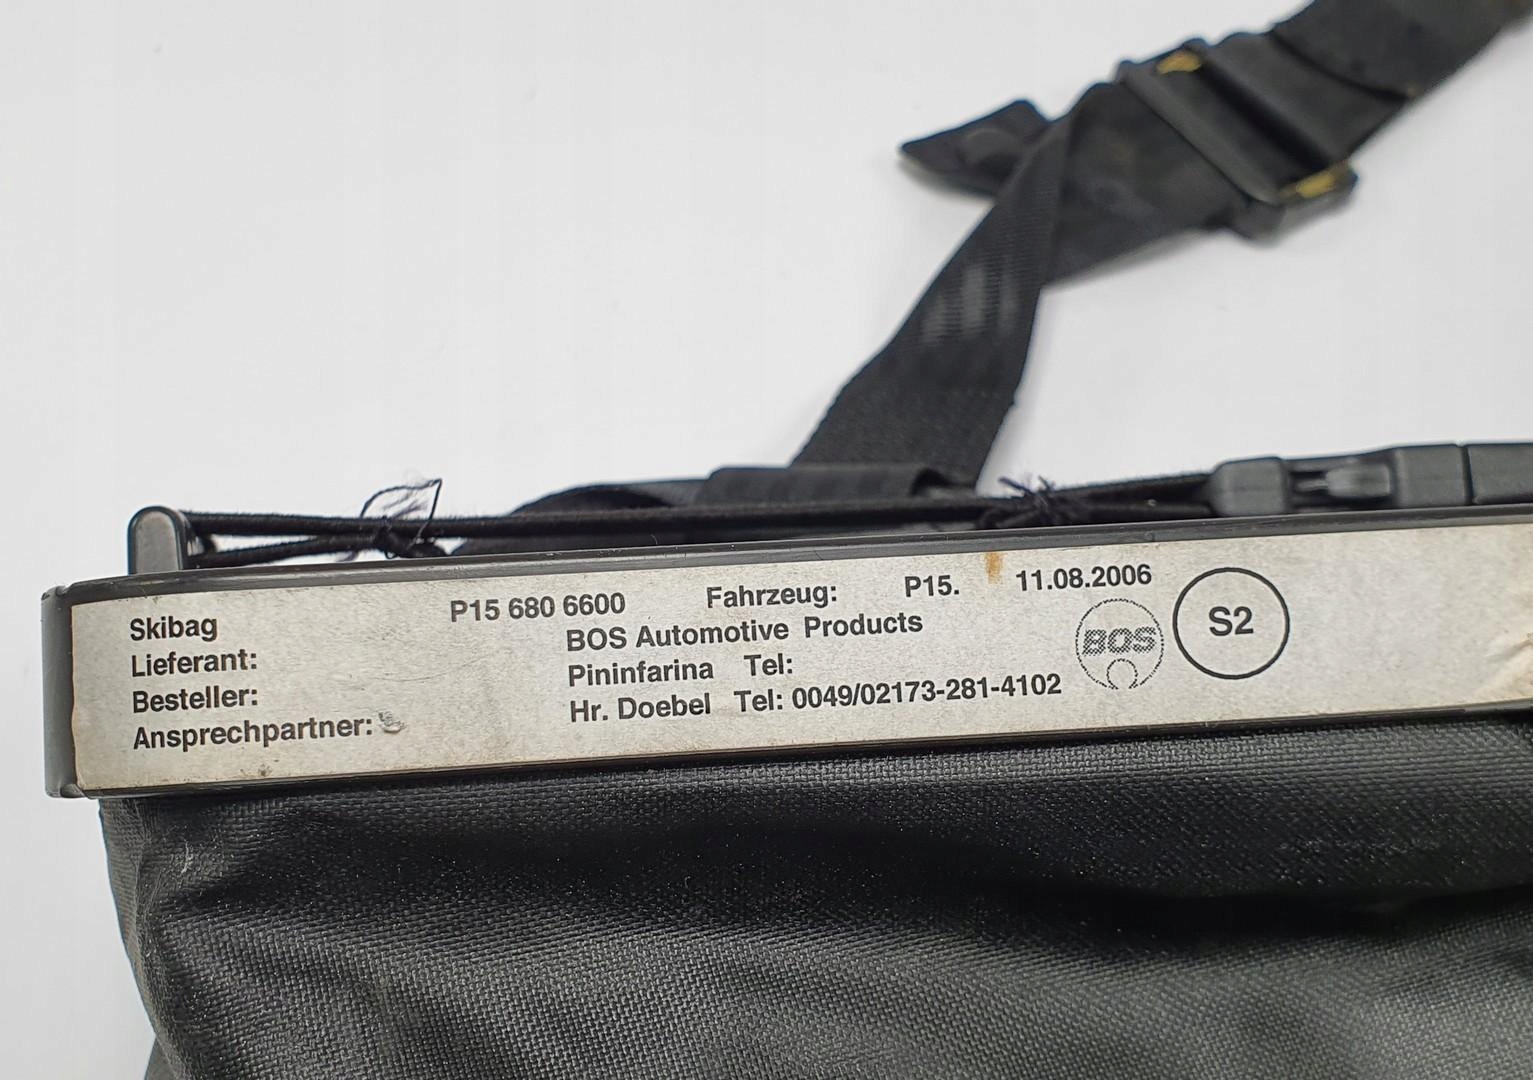 Skibag P15 680 6600 Fahrzeug: P15. 11.08.2006
Lieferant: BOS Automotive Products
Besteller: Pininfarina Tel:
Ansprechpartner: Hr. Doebel Tel: 0049/02173-281-4102
BOS
S2